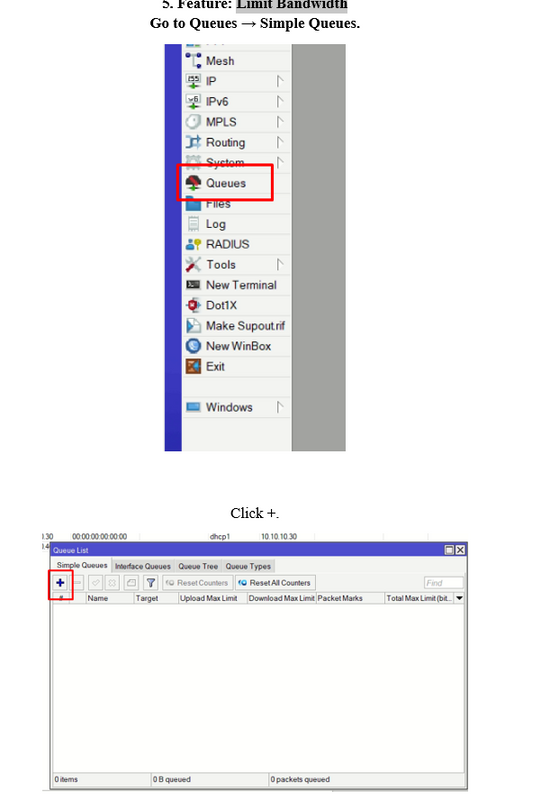 5. Feature: Limit Bandwidth
Go to Queues → Simple Queues.
Mesh
IP
IPv6
MPLS
Routing
System
Queues
Files
Log
RADIUS
Tools
New Terminal
Dot1X
Make Supout.rif
New WinBox
Exit
Windows
Click +.
130 00:00:00:00:00:00 dhcp1 10.10.10.30
Queue List
Simple Queues Interface Queues Queue Tree Queue Types
Reset Counters Reset All Counters Find
# Name Target Upload Max Limit Download Max Limit Packet Marks Total Max Limit (bit...
0 items 0 B queued 0 packets queued